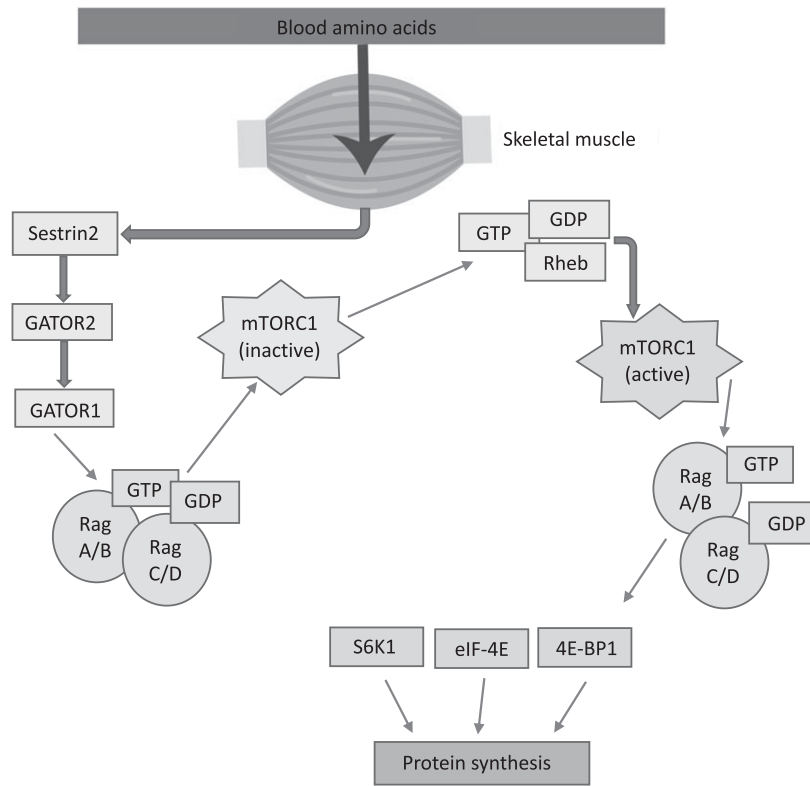 Blood amino acids
Skeletal muscle
Sestrin2
GATOR2
GATOR1
GTP
GDP
Rag
A/B
Rag
C/D
mTORC1
(inactive)
GTP
GDP
Rheb
mTORC1
(active)
GTP
Rag
A/B
GDP
Rag
C/D
S6K1
eIF-4E
4E-BP1
Protein synthesis